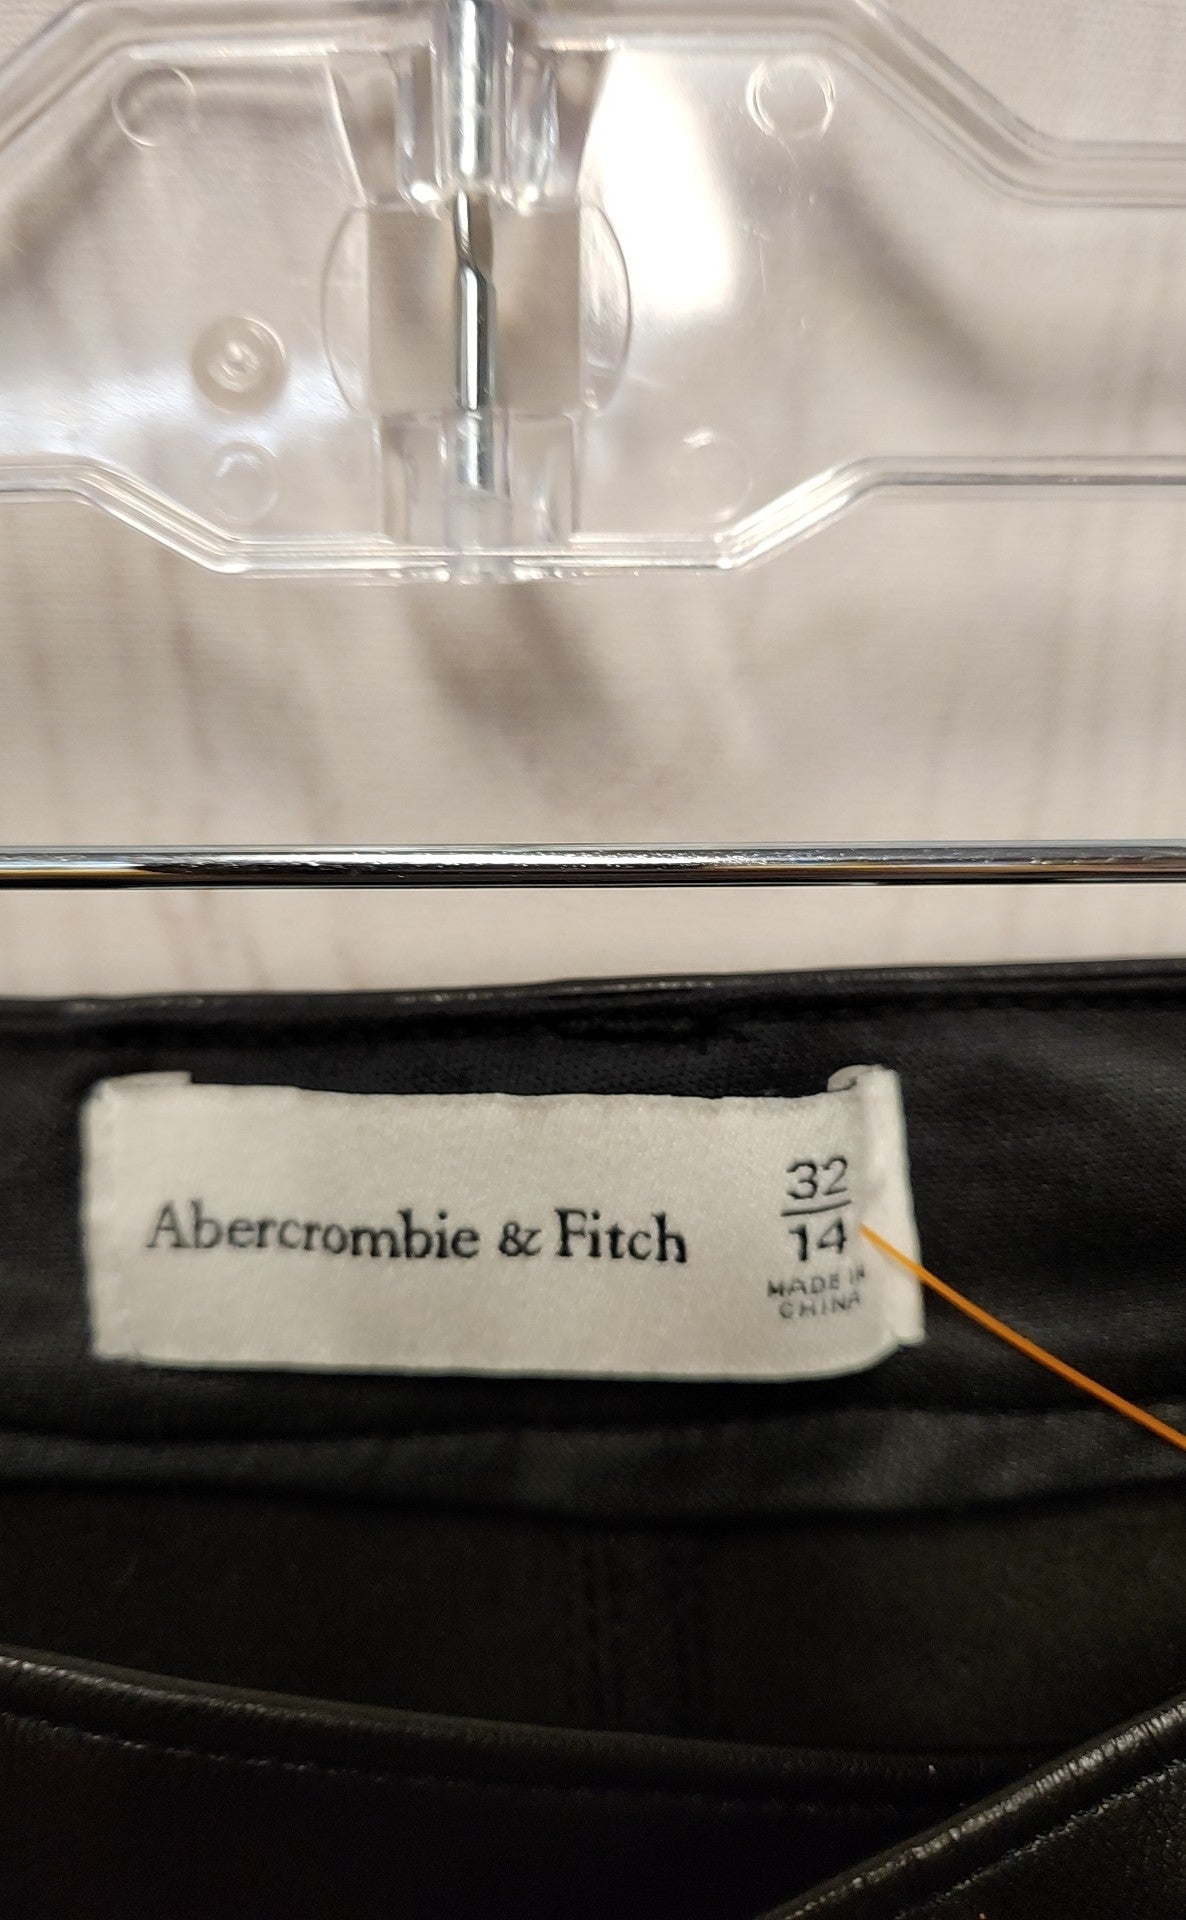 Abercrombie & Fitch
32
14
MADE IN
CHINA